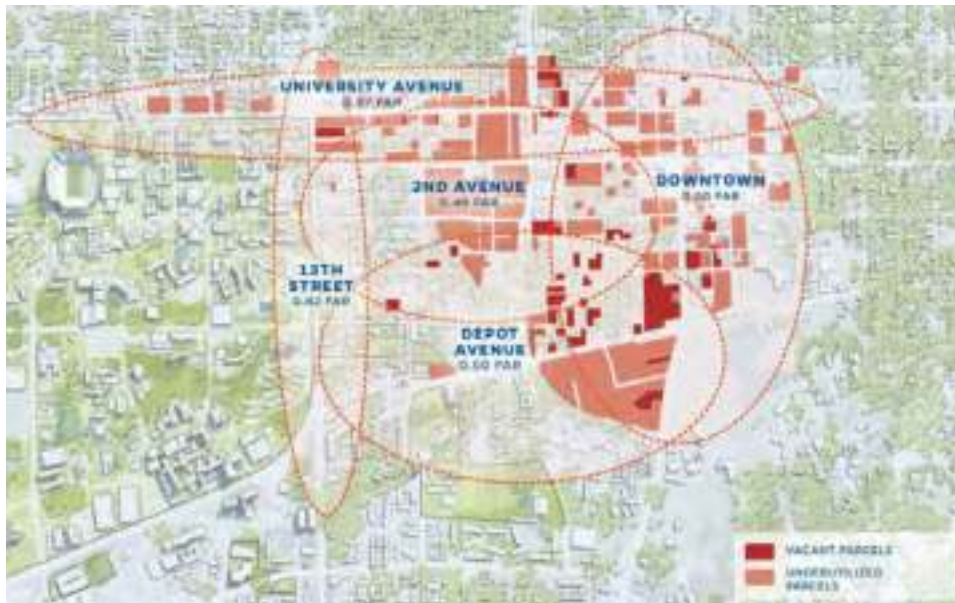 UNIVERSITY AVENUE
FAR
2ND AVENUE
FAR
DOWNTOWN
FAR
13TH
STREET
FAR
DEPOT
AVENUE
FAR
VACANT PARCELS
UNDERUTILIZED
PARCELS